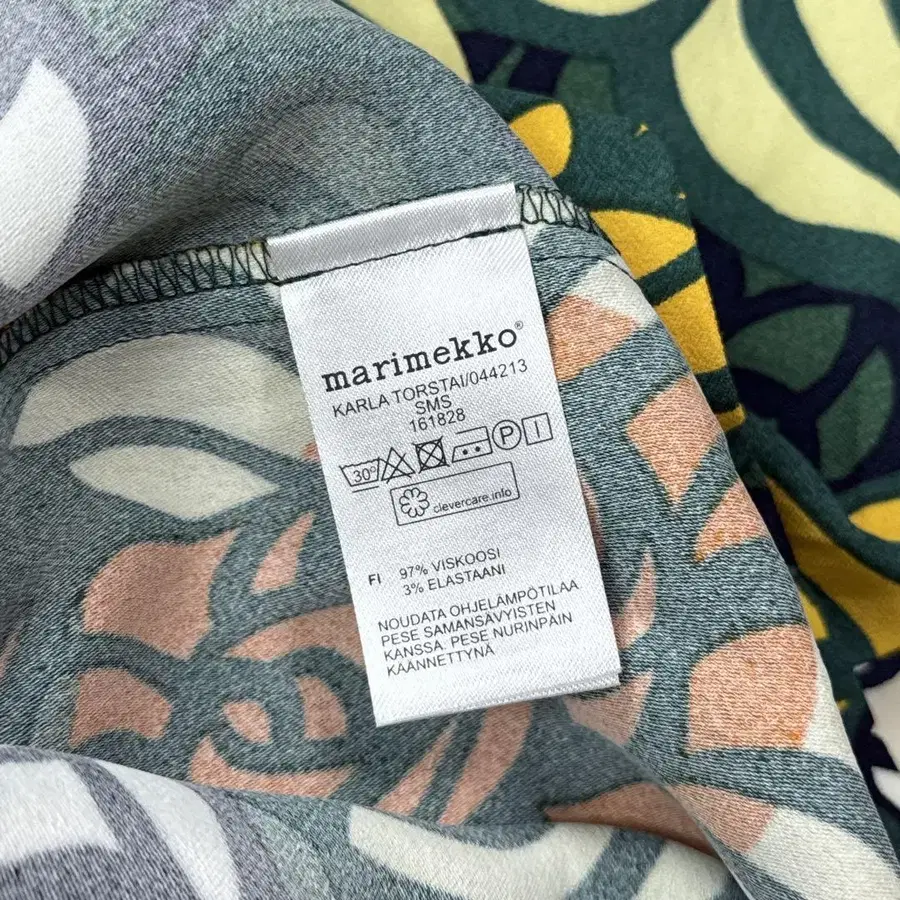 marimekko®
KARLA TORSTAI/044213
SMS
161828
30° P
clevercare.info
FI 97% VISKOOSI
3% ELASTAANI
NOUDATA OHJELÄMPÖTILAA
PESE SAMANSÄVYISTEN
KANSSA. PESE NURINPÄIN
KÄÄNNETTYNÄ